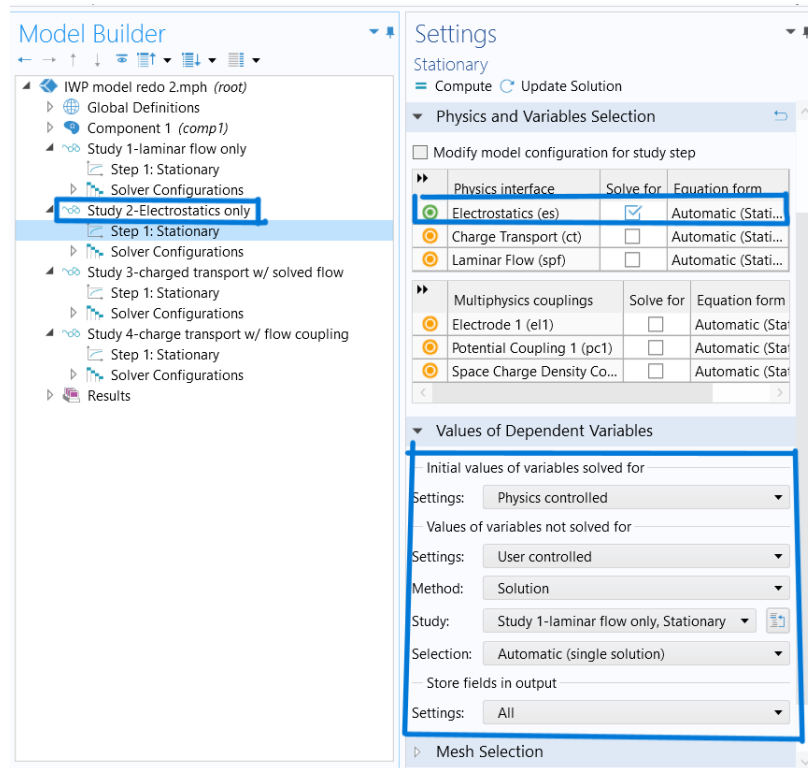 Model Builder
IWP model redo 2.mph (root)
Global Definitions
Component 1 (comp1)
Study 1-laminar flow only
Step 1: Stationary
Solver Configurations
Study 2-Electrostatics only
Step 1: Stationary
Solver Configurations
Study 3-charged transport w/ solved flow
Step 1: Stationary
Solver Configurations
Study 4-charge transport w/ flow coupling
Step 1: Stationary
Solver Configurations
Results
Settings
Stationary
Compute Update Solution
Physics and Variables Selection
Modify model configuration for study step
Physics interface Solve for Equation form
Electrostatics (es) Automatic (Stati...
Charge Transport (ct) Automatic (Stati...
Laminar Flow (spf) Automatic (Stati...
Multiphysics couplings Solve for Equation form
Electrode 1 (el1) Automatic (Sta
Potential Coupling 1 (pc1) Automatic (Sta
Space Charge Density Co... Automatic (Sta
Values of Dependent Variables
Initial values of variables solved for
Settings: Physics controlled
Values of variables not solved for
Settings: User controlled
Method: Solution
Study: Study 1-laminar flow only, Stationary
Selection: Automatic (single solution)
Store fields in output
Settings: All
Mesh Selection